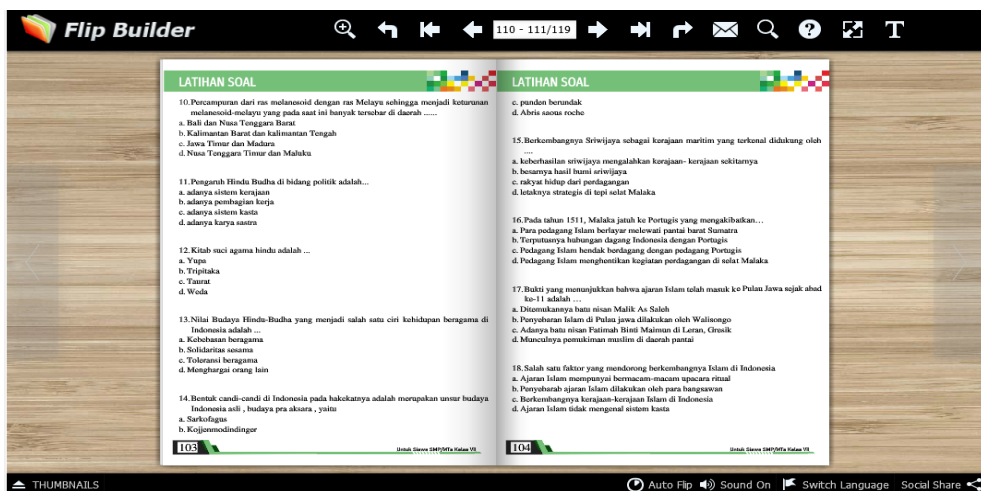 Flip Builder
110 - 111/119
LATIHAN SOAL
10.Percampuran dari ras melanesoid dengan ras Melayu sehingga menjadi keturunan
melanesoid-melayu yang pada saat ini banyak tersebar di daerah ......
a. Bali dan Nusa Tenggara Barat
b. Kalimantan Barat dan kalimantan Tengah
c. Jawa Timur dan Madura
d. Nusa Tenggara Timur dan Maluku
11.Pengaruh Hindu Budha di bidang politik adalah...
a. adanya sistem kerajaan
b. adanya pembagian kerja
c. adanya sistem kasta
d. adanya karya sastra
12.Kitab suci agama hindu adalah ...
a. Yupa
b. Tripitaka
c. Taurat
d. Weda
13.Nilai Budaya Hindu-Budha yang menjadi salah satu ciri kehidupan beragama di
Indonesia adalah ...
a. Kebebasan beragama
b. Solidaritas sesama
c. Toleransi beragama
d. Menghargai orang lain
14.Bentuk candi-candi di Indonesia pada hakekatnya adalah merupakan unsur budaya
Indonesia asli , budaya pra aksara , yaitu
a. Sarkofagus
b. Kojjenmodindinger
103
Untuk Siswa SMP/MTs Kelas VII
LATIHAN SOAL
c. punden berundak
d. Abris saous roche
15.Berkembangnya Sriwijaya sebagai kerajaan maritim yang terkenal didukung oleh
....
a. keberhasilan sriwijaya mengalahkan kerajaan- kerajaan sekitarnya
b. besarnya hasil bumi sriwijaya
c. rakyat hidup dari perdagangan
d. letaknya strategis di tepi selat Malaka
16.Pada tahun 1511, Malaka jatuh ke Portugis yang mengakibatkan...
a. Para pedagang Islam berlayar melewati pantai barat Sumatra
b. Terputusnya hubungan dagang Indonesia dengan Portugis
c. Pedagang Islam hendak berdagang dengan pedagang Portugis
d. Pedagang Islam menghentikan kegiatan perdagangan di selat Malaka
17.Bukti yang menunjukkan bahwa ajaran Islam telah masuk ke Pulau Jawa sejak abad
ke-11 adalah ...
a. Ditemukannya batu nisan Malik As Saleh
b. Penyebaran Islam di Pulau jawa dilakukan oleh Walisongo
c. Adanya batu nisan Fatimah Binti Maimun di Leran, Gresik
d. Munculnya pemukiman muslim di daerah pantai
18.Salah satu faktor yang mendorong berkembangnya Islam di Indonesia
a. Ajaran Islam mempunyai bermacam-macam upacara ritual
b. Penyebarab ajaran Islam dilakukan oleh para bangsawan
c. Berkembangnya kerajaan-kerajaan Islam di Indonesia
d. Ajaran Islam tidak mengenal sistem kasta
104
Untuk Siswa SMP/MTs Kelas VII
THUMBNAILS
Auto Flip Sound On Switch Language Social Share